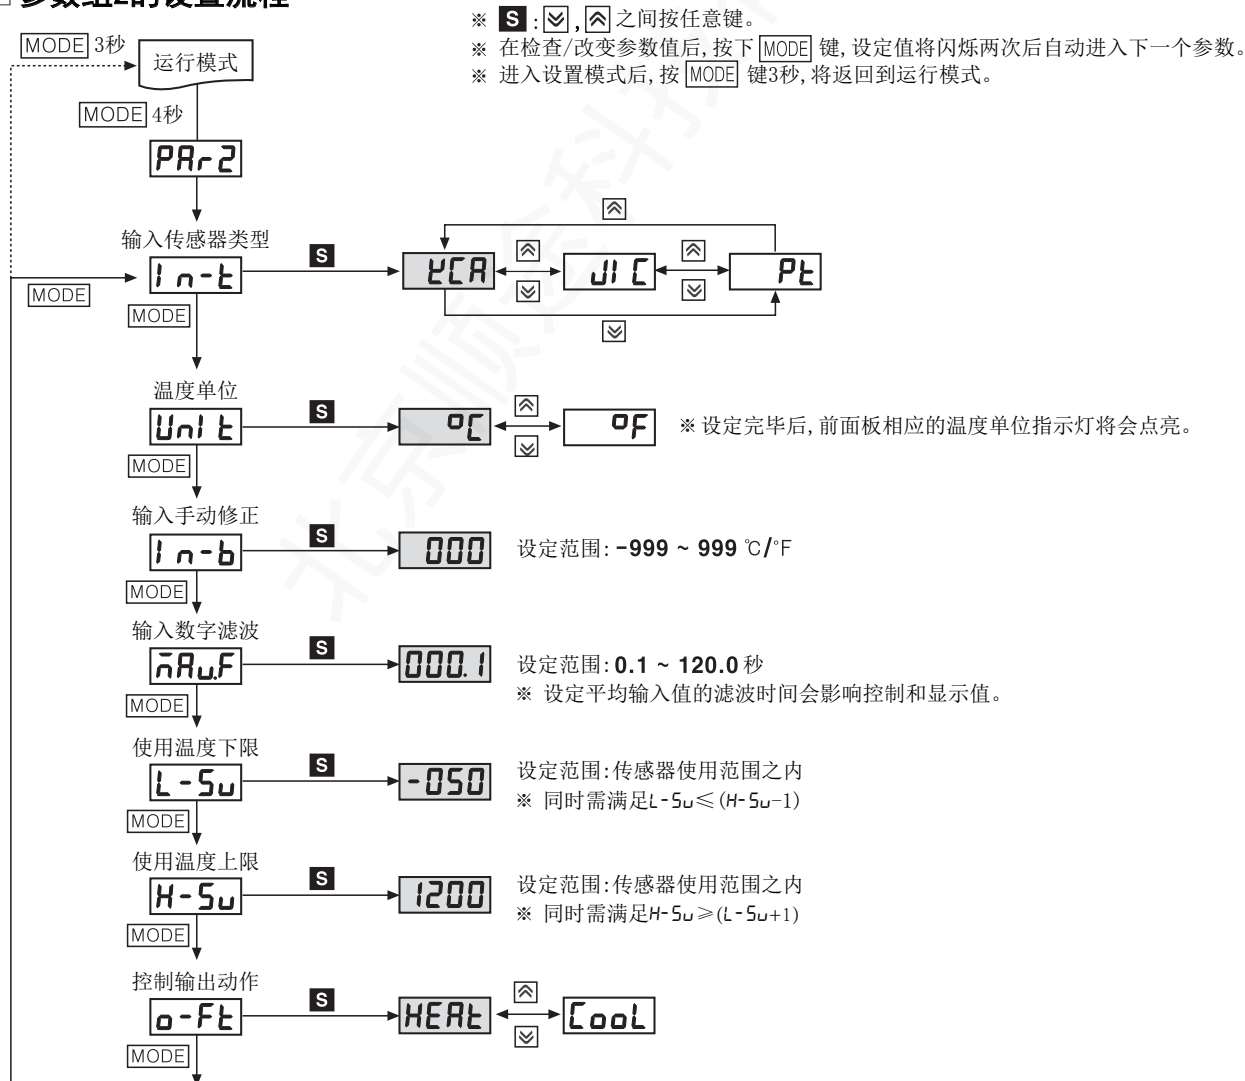 □ 参数组2的设置流程
※ S : , 之间按任意键。
※ 在检查/改变参数值后, 按下 MODE 键, 设定值将闪烁两次后自动进入下一个参数。
※ 进入设置模式后, 按 MODE 键3秒, 将返回到运行模式。
MODE 3秒
运行模式
MODE 4秒
PAr2
输入传感器类型
In-t
S
KCA
JIC
Pt
MODE
MODE
温度单位
UnIt
S
ºC
ºF
※ 设定完毕后, 前面板相应的温度单位指示灯将会点亮。
MODE
输入手动修正
In-b
S
000
设定范围: -999 ~ 999 ℃/℉
MODE
输入数字滤波
MAv.F
S
000.1
设定范围: 0.1 ~ 120.0 秒
※ 设定平均输入值的滤波时间会影响控制和显示值。
MODE
使用温度下限
L-Sv
S
-050
设定范围:传感器使用范围之内
※ 同时需满足L-Sv≤(H-Sv-1)
MODE
使用温度上限
H-Sv
S
1200
设定范围:传感器使用范围之内
※ 同时需满足H-Sv≥(L-Sv+1)
MODE
控制输出动作
o-Ft
S
HEAt
CooL
MODE